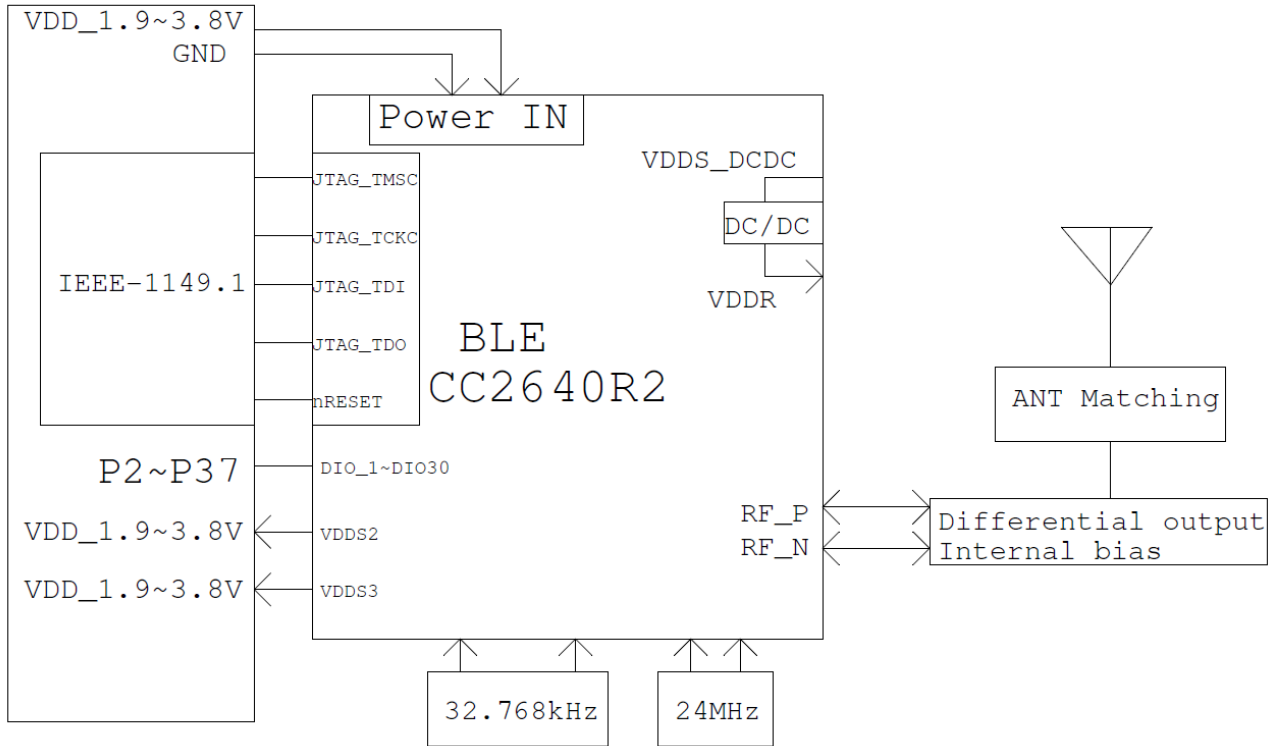 VDD_1.9~3.8V
GND
Power IN
VDDS_DCDC
DC/DC
VDDR
JTAG_TMSC
JTAG_TCKC
IEEE-1149.1
JTAG_TDI
JTAG_TDO
nRESET
BLE
CC2640R2
ANT Matching
P2~P37
DIO_1~DIO30
VDD_1.9~3.8V
VDDS2
VDD_1.9~3.8V
VDDS3
RF_P
RF_N
Differential output
Internal bias
32.768kHz
24MHz